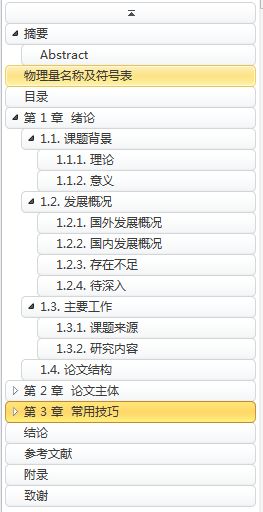 摘要
Abstract
物理量名称及符号表
目录
第 1 章 绪论
1.1. 课题背景
1.1.1. 理论
1.1.2. 意义
1.2. 发展概况
1.2.1. 国外发展概况
1.2.2. 国内发展概况
1.2.3. 存在不足
1.2.4. 待深入
1.3. 主要工作
1.3.1. 课题来源
1.3.2. 研究内容
1.4. 论文结构
第 2 章 论文主体
第 3 章 常用技巧
结论
参考文献
附录
致谢